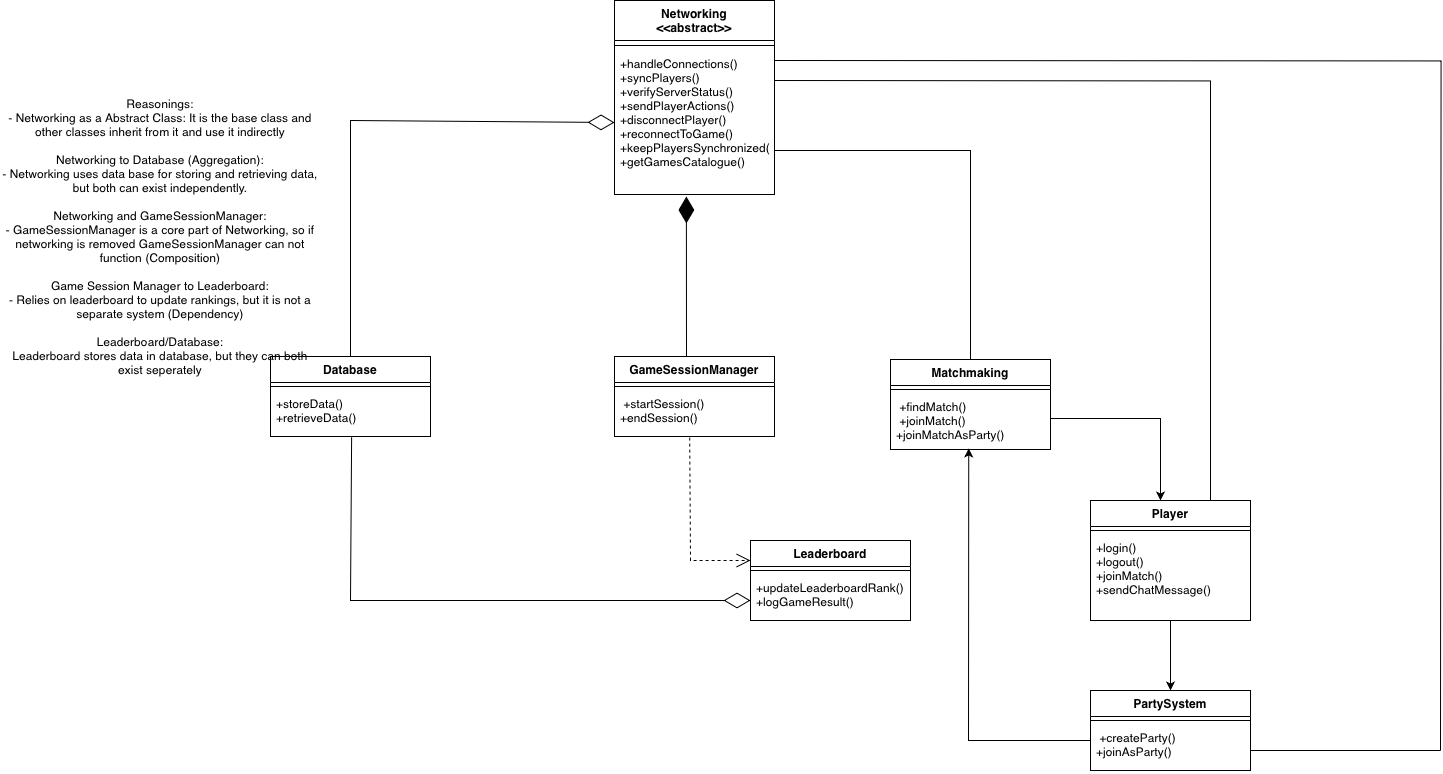 Networking
<<abstract>>
+handleConnections()
+syncPlayers()
+verifyServerStatus()
+sendPlayerActions()
+disconnectPlayer()
+reconnectToGame()
+keepPlayersSynchronized(
+getGamesCatalogue()
Reasonings:
- Networking as a Abstract Class: It is the base class and
other classes inherit from it and use it indirectly
Networking to Database (Aggregation):
- Networking uses data base for storing and retrieving data,
but both can exist independently.
Networking and GameSessionManager:
- GameSessionManager is a core part of Networking, so if
networking is removed GameSessionManager can not
function (Composition)
Game Session Manager to Leaderboard:
- Relies on leaderboard to update rankings, but it is not a
separate system (Dependency)
Leaderboard/Database:
Leaderboard stores data in database, but they can both
exist seperately
Database
+storeData()
+retrieveData()
GameSessionManager
+startSession()
+endSession()
Matchmaking
+findMatch()
+joinMatch()
+joinMatchAsParty()
Player
+login()
+logout()
+joinMatch()
+sendChatMessage()
Leaderboard
+updateLeaderboardRank()
+logGameResult()
PartySystem
+createParty()
+joinAsParty()